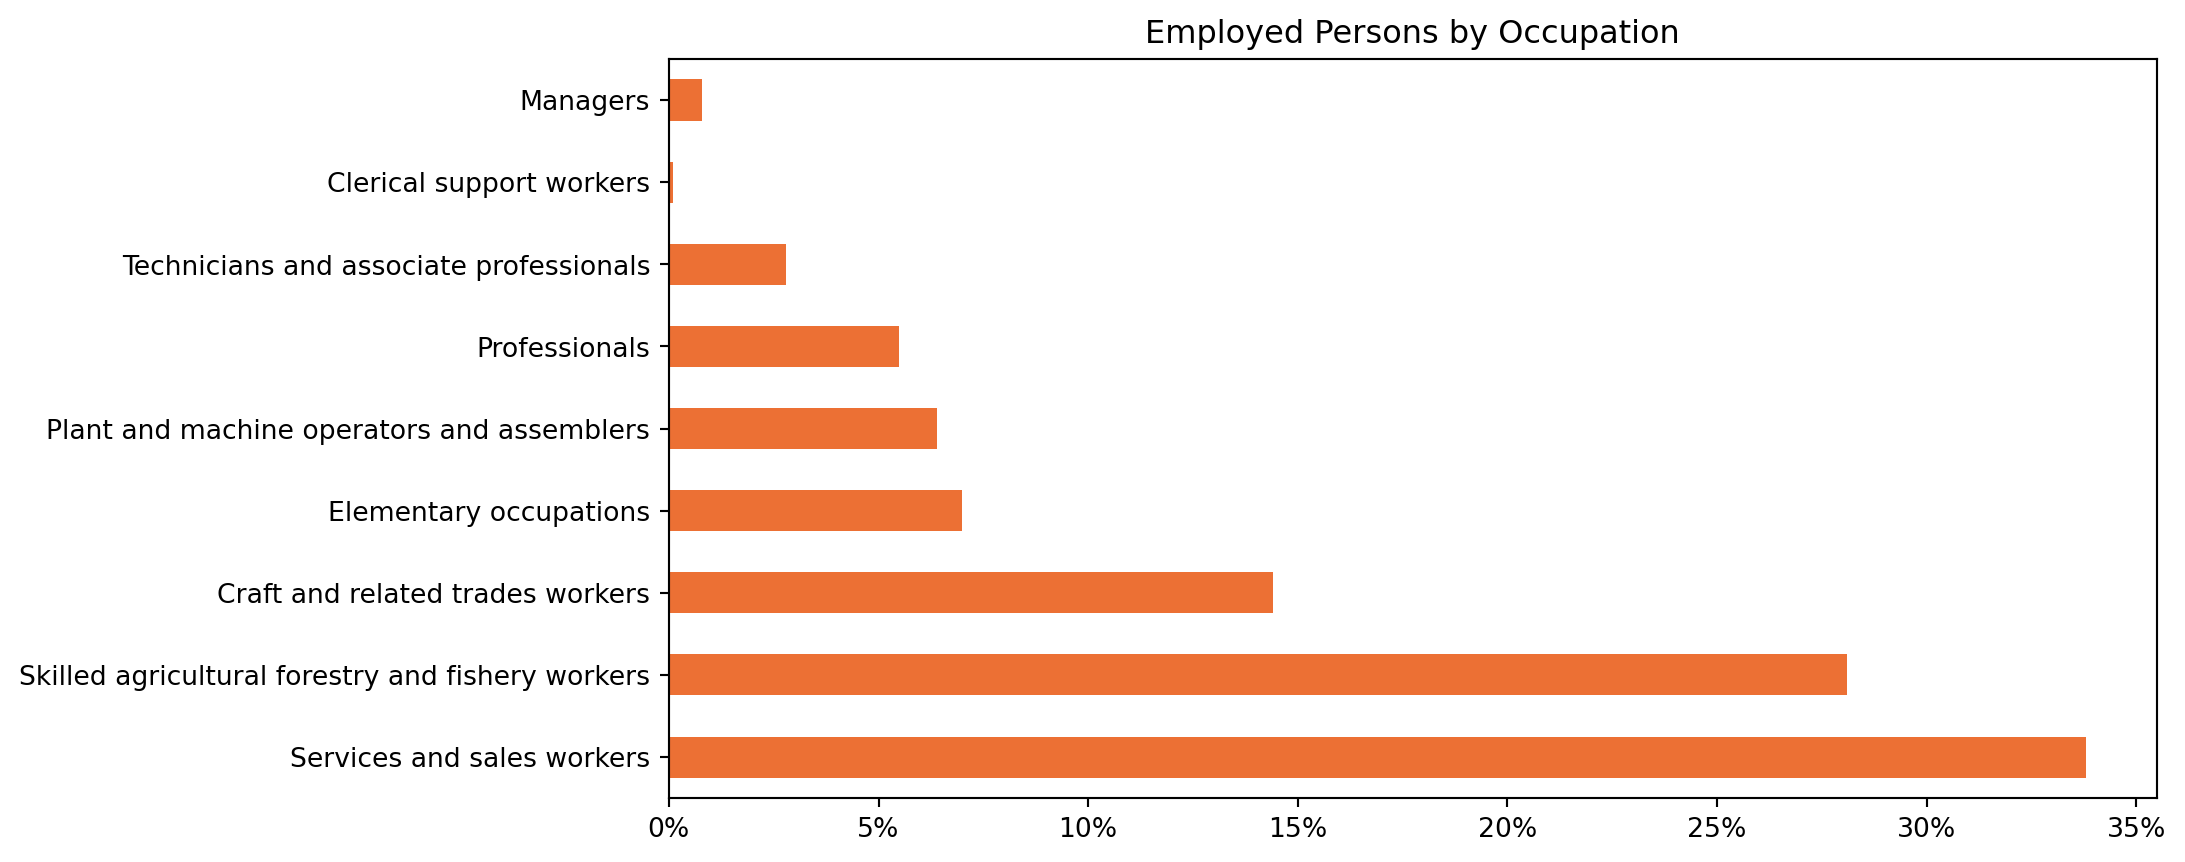 Employed Persons by Occupation
Managers
Clerical support workers
Technicians and associate professionals
Professionals
Plant and machine operators and assemblers
Elementary occupations
Craft and related trades workers
Skilled agricultural forestry and fishery workers
Services and sales workers
0% 5% 10% 15% 20% 25% 30% 35%